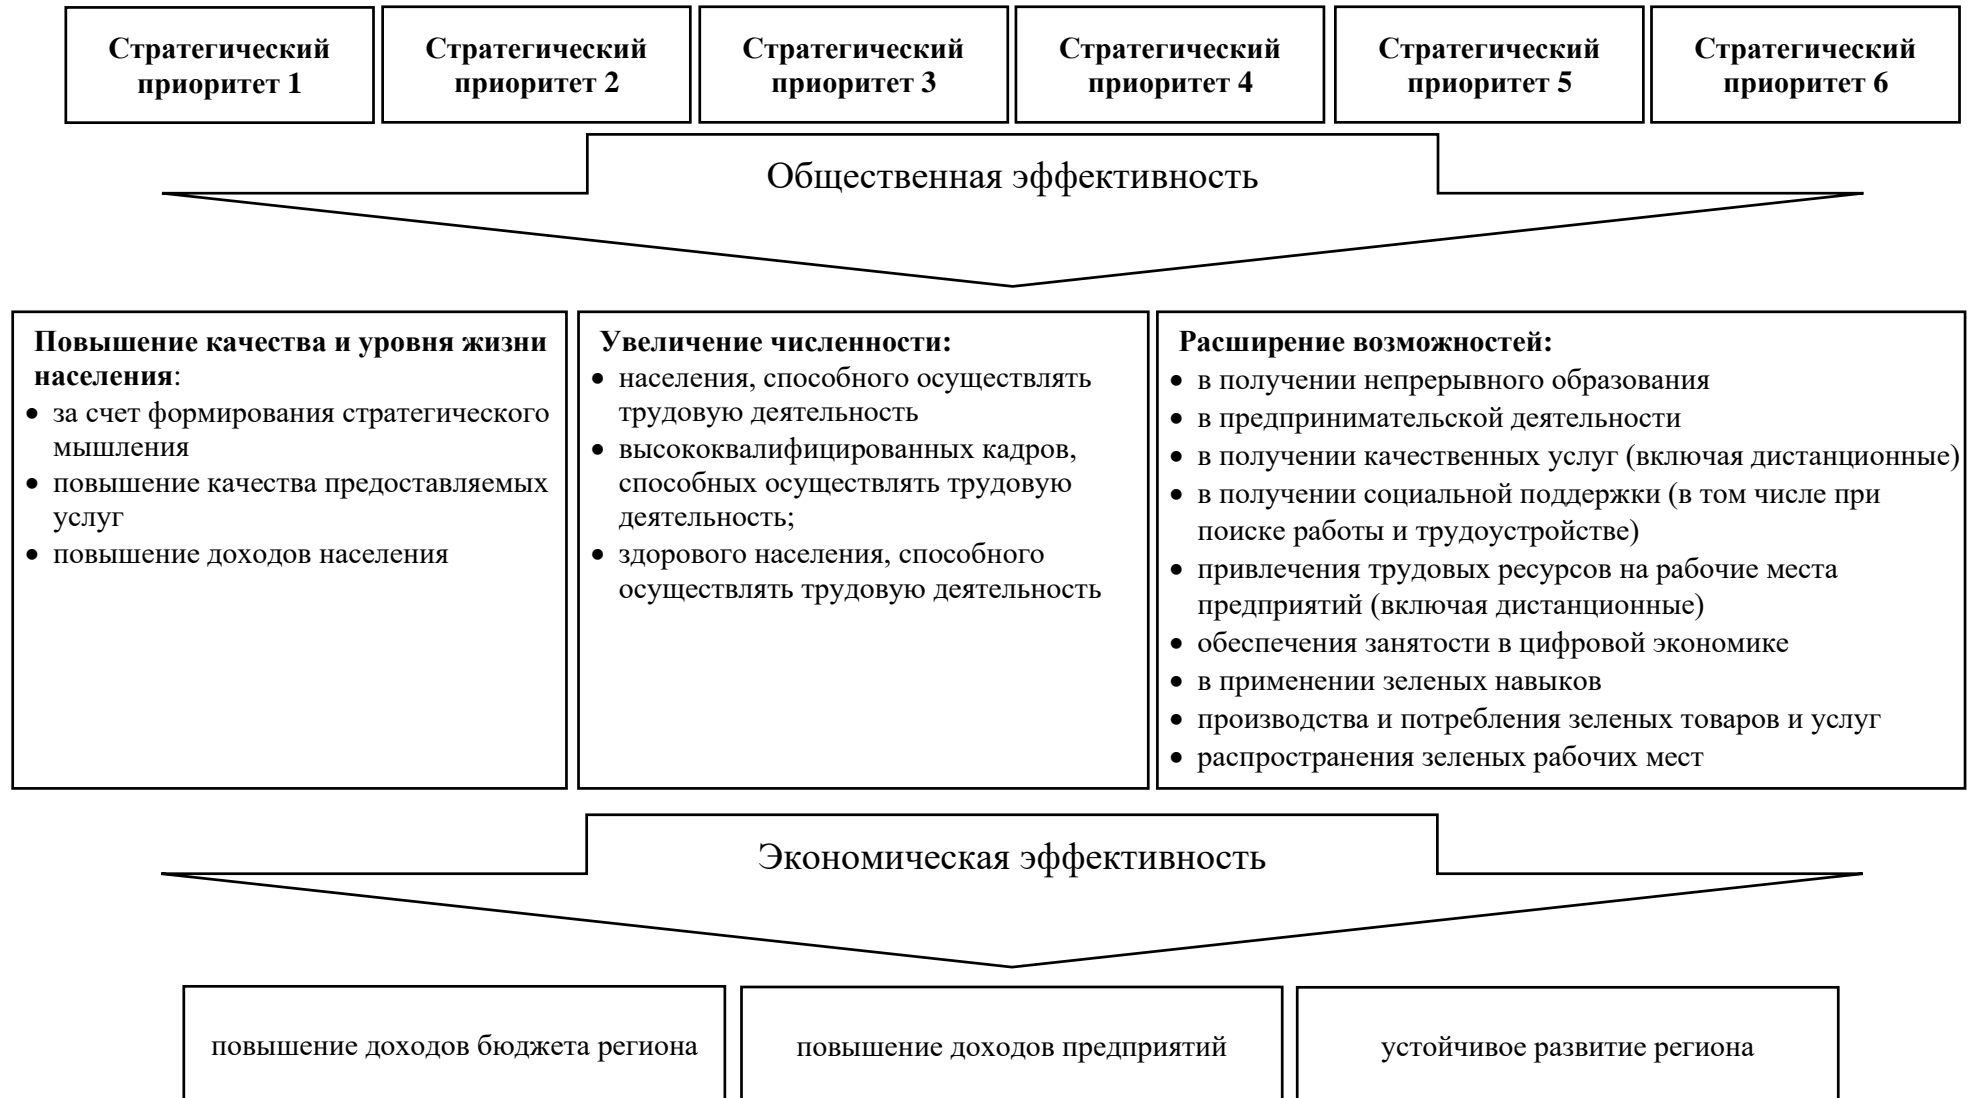 Стратегический
приоритет 1
Стратегический
приоритет 2
Стратегический
приоритет 3
Стратегический
приоритет 4
Стратегический
приоритет 5
Стратегический
приоритет 6
Общественная эффективность
Повышение качества и уровня жизни
населения:
• за счет формирования стратегического
мышления
• повышение качества предоставляемых
услуг
• повышение доходов населения
Увеличение численности:
• населения, способного осуществлять
трудовую деятельность
• высококвалифицированных кадров,
способных осуществлять трудовую
деятельность;
• здорового населения, способного
осуществлять трудовую деятельность
Расширение возможностей:
• в получении непрерывного образования
• в предпринимательской деятельности
• в получении качественных услуг (включая дистанционные)
• в получении социальной поддержки (в том числе при
поиске работы и трудоустройстве)
• привлечения трудовых ресурсов на рабочие места
предприятий (включая дистанционные)
• обеспечения занятости в цифровой экономике
• в применении зеленых навыков
• производства и потребления зеленых товаров и услуг
• распространения зеленых рабочих мест
Экономическая эффективность
повышение доходов бюджета региона
повышение доходов предприятий
устойчивое развитие региона